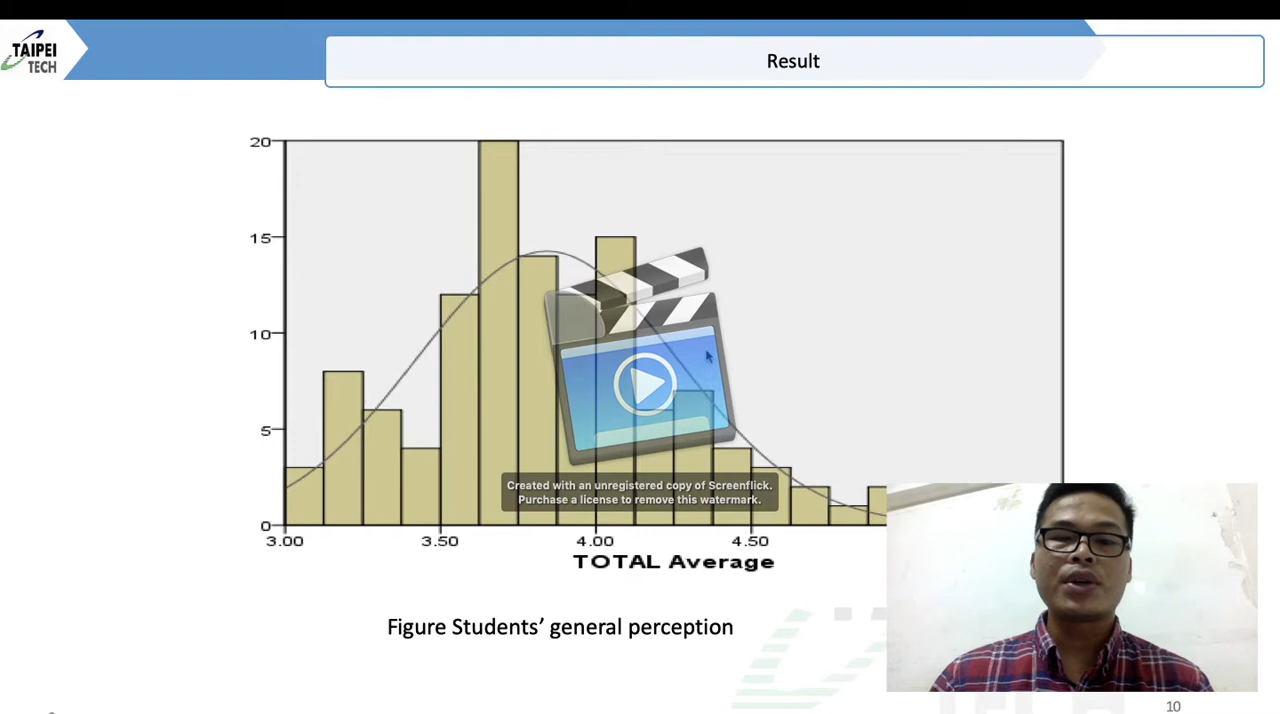 TAIPEI
TECH
Result
20
15
10
5
0
3.00 3.50 4.00 4.50
TOTAL Average
Created with an unregistered copy of Screenflick.
Purchase a license to remove this watermark.
Figure Students’ general perception
10